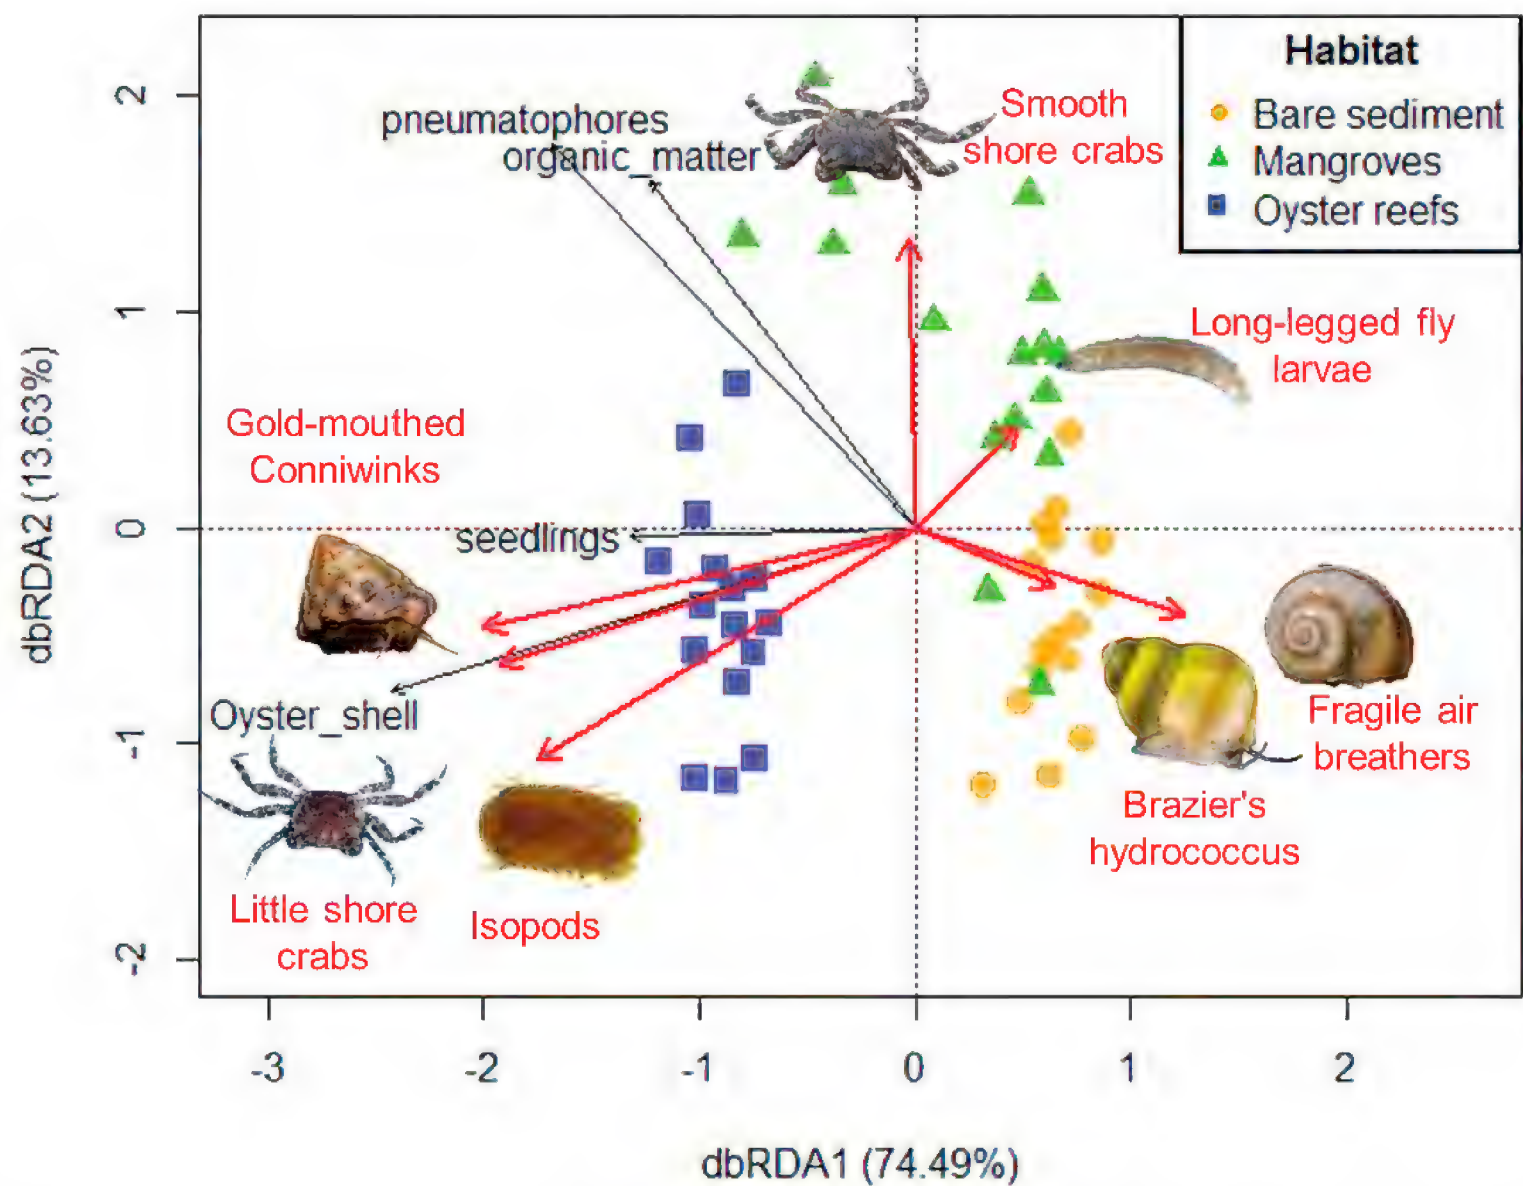 Habitat
Bare sediment
Mangroves
Oyster reefs
pneumatophores
organic_matter
Smooth
shore crabs
Long-legged fly
larvae
Gold-mouthed
Conniwinks
seedlings
Oyster_shell
Little shore
crabs
Isopods
Fragile air
breathers
Brazier's
hydrococcus
2
1
0
-1
-2
dbRDA2 (13.63%)
-3
-2
-1
0
1
2
dbRDA1 (74.49%)